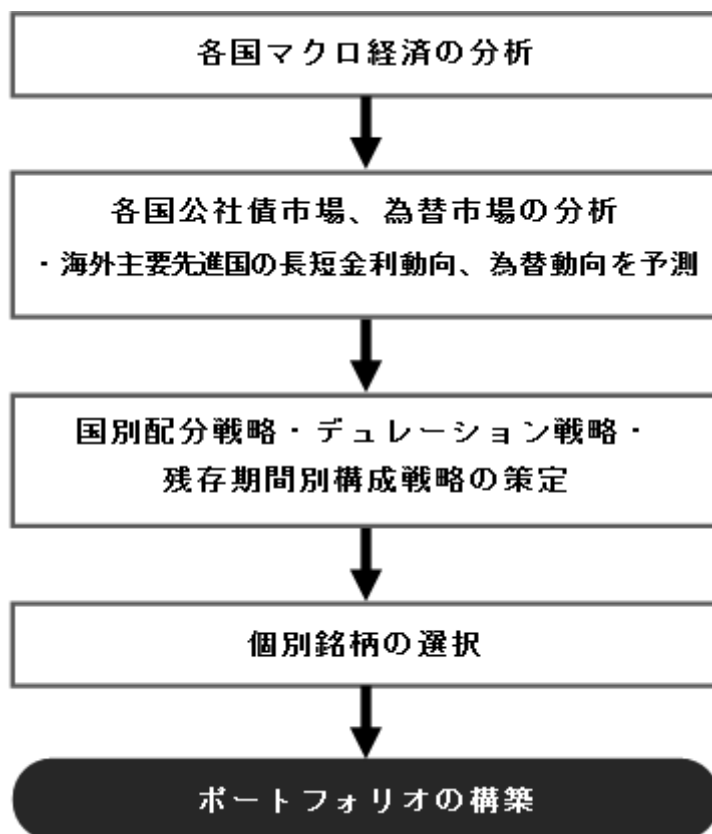 各国マクロ経済の分析
各国公社債市場、為替市場の分析
・海外主要先進国の長短金利動向、為替動向を予測
国別配分戦略・デュレーション戦略・
残存期間別構成戦略の策定
個別銘柄の選択
ポートフォリオの構築